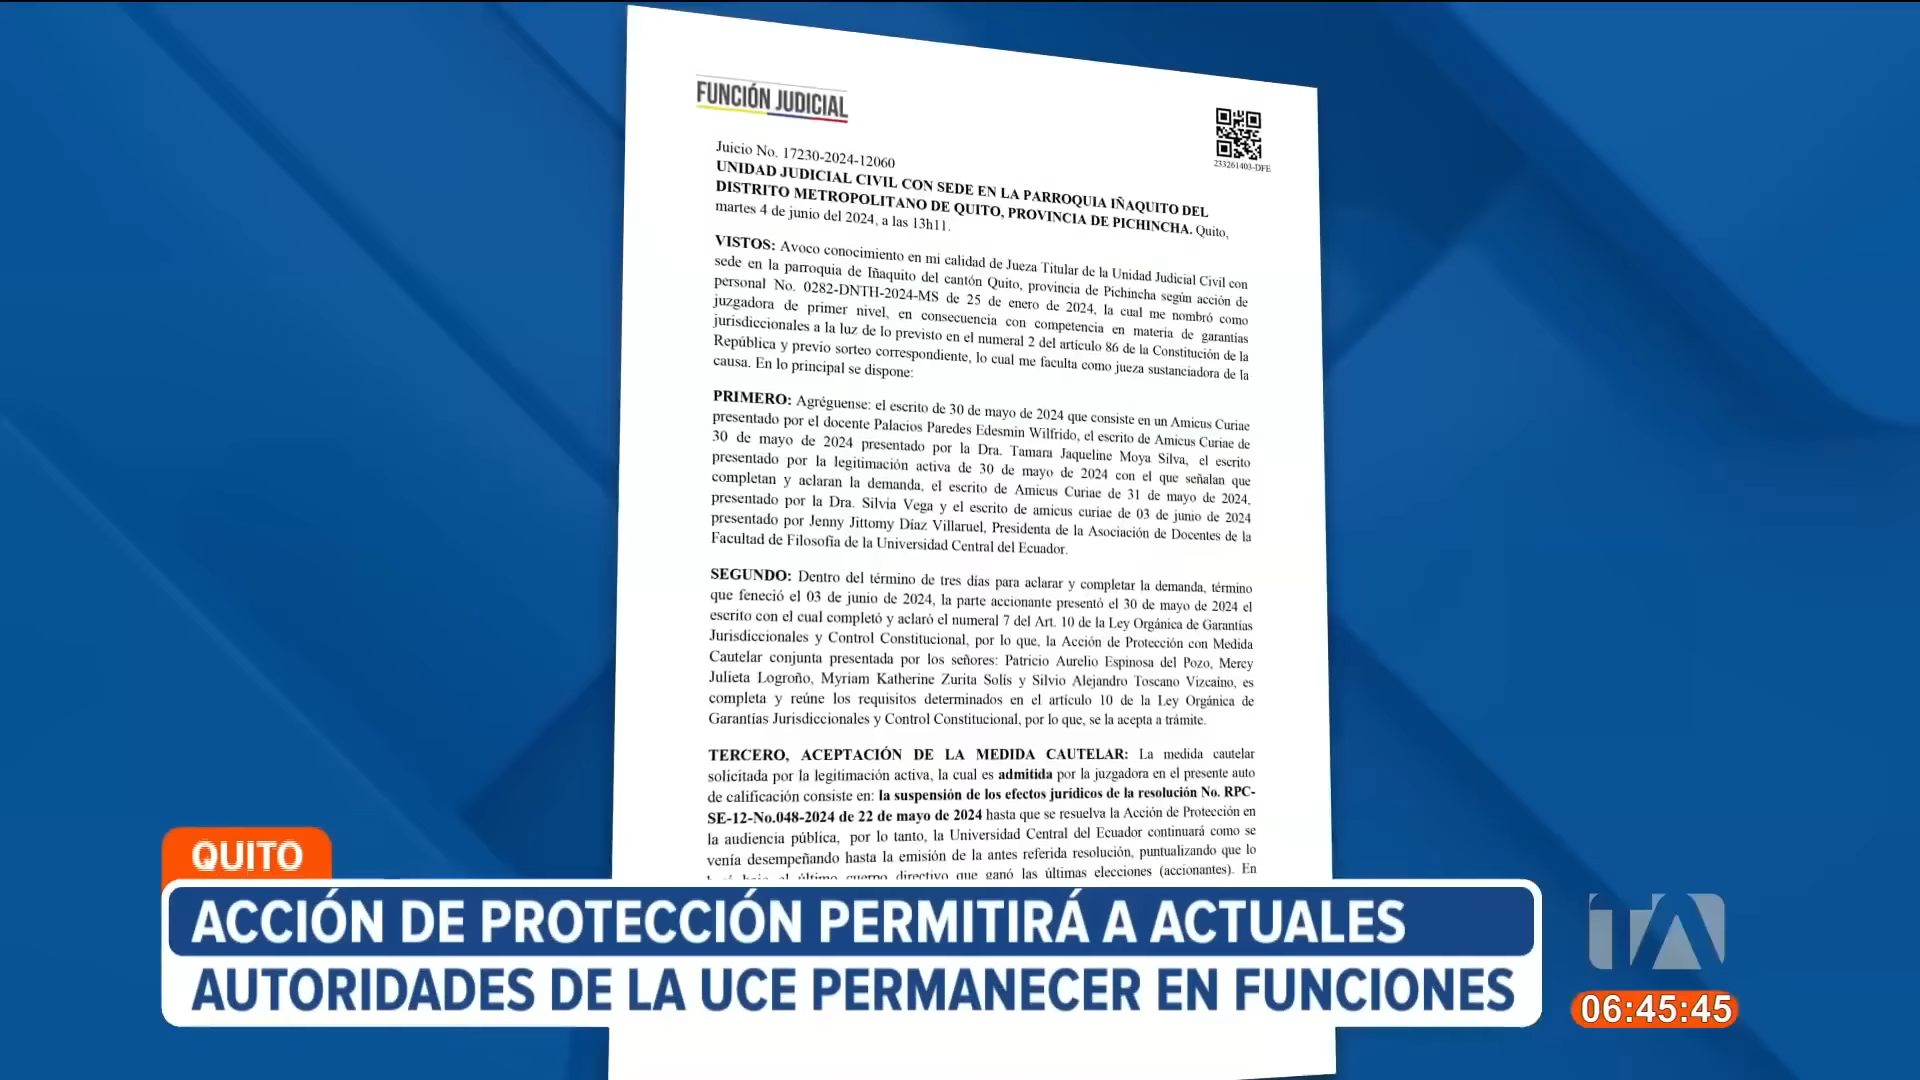 FUNCIÓN JUDICIAL
233261403-DFE
Juicio No. 17230-2024-12060
UNIDAD JUDICIAL CIVIL CON SEDE EN LA PARROQUIA IÑAQUITO DEL
DISTRITO METROPOLITANO DE QUITO, PROVINCIA DE PICHINCHA. Quito,
martes 4 de junio del 2024, a las 13h11.
VISTOS: Avoco conocimiento en mi calidad de Jueza Titular de la Unidad Judicial Civil con
sede en la parroquia de Iñaquito del cantón Quito, provincia de Pichincha según acción de
personal No. 0282-DNTH-2024-MS de 25 de enero de 2024, la cual me nombró como
juzgadora de primer nivel, en consecuencia con competencia en materia de garantías
jurisdiccionales a la luz de lo previsto en el numeral 2 del artículo 86 de la Constitución de la
República y previo sorteo correspondiente, lo cual me faculta como jueza sustanciadora de la
causa. En lo principal se dispone:
PRIMERO: Agréguense: el escrito de 30 de mayo de 2024 que consiste en un Amicus Curiae
presentado por el docente Palacios Paredes Edesmin Wilfrido, el escrito de Amicus Curiae de
30 de mayo de 2024 presentado por la Dra. Tamara Jaqueline Moya Silva, el escrito
presentado por la legitimación activa de 30 de mayo de 2024 con el que señalan que
completan y aclaran la demanda, el escrito de Amicus Curiae de 31 de mayo de 2024,
presentado por la Dra. Silvia Vega y el escrito de amicus curiae de 03 de junio de 2024
presentado por Jenny Jittomy Díaz Villaruel, Presidenta de la Asociación de Docentes de la
Facultad de Filosofía de la Universidad Central del Ecuador.
SEGUNDO: Dentro del término de tres días para aclarar y completar la demanda, término
que feneció el 03 de junio de 2024, la parte accionante presentó el 30 de mayo de 2024 el
escrito con el cual completó y aclaró el numeral 7 del Art. 10 de la Ley Orgánica de Garantías
Jurisdiccionales y Control Constitucional, por lo que, la Acción de Protección con Medida
Cautelar conjunta presentada por los señores: Patricio Aurelio Espinosa del Pozo, Mercy
Julieta Logroño, Myriam Katherine Zurita Solís y Silvio Alejandro Toscano Vizcaíno, es
completa y reúne los requisitos determinados en el artículo 10 de la Ley Orgánica de
Garantías Jurisdiccionales y Control Constitucional, por lo que, se la acepta a trámite.
TERCERO, ACEPTACIÓN DE LA MEDIDA CAUTELAR: La medida cautelar
solicitada por la legitimación activa, la cual es admitida por la juzgadora en el presente auto
de calificación consiste en: la suspensión de los efectos jurídicos de la resolución No. RPC-
SE-12-No.048-2024 de 22 de mayo de 2024 hasta que se resuelva la Acción de Protección en
la audiencia pública, por lo tanto, la Universidad Central del Ecuador continuará como se
venía desempeñando hasta la emisión de la antes referida resolución, puntualizando que lo
el último cuerpo directivo que ganó las últimas elecciones (accionantes). En
QUITO
ACCIÓN DE PROTECCIÓN PERMITIRÁ A ACTUALES
AUTORIDADES DE LA UCE PERMANECER EN FUNCIONES
TA
06:45:45